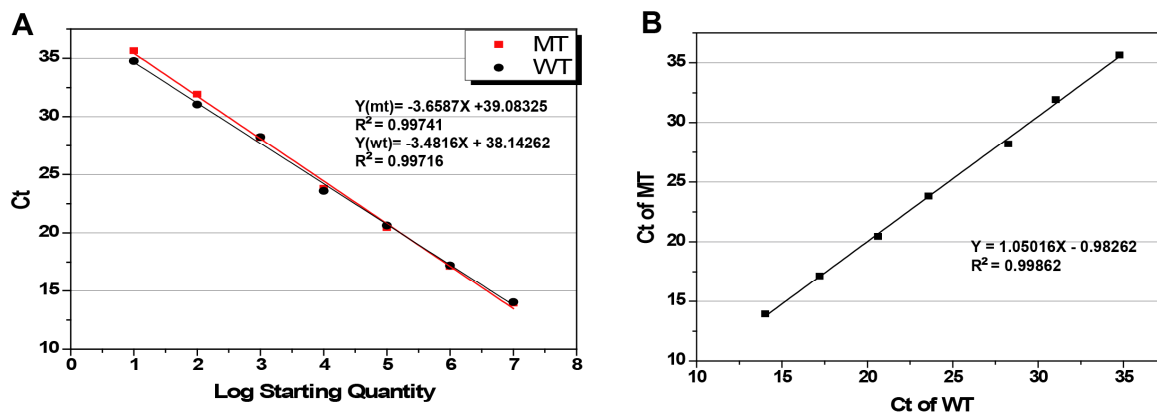 A
Ct
35
30
25
20
15
10
MT
WT
Y(mt)= -3.6587X +39.08325
R² = 0.99741
Y(wt)= -3.4816X + 38.14262
R² = 0.99716
0 1 2 3 4 5 6 7 8
Log Starting Quantity
B
Ct of MT
35
30
25
20
15
10
Y = 1.05016X - 0.98262
R² = 0.99862
10 15 20 25 30 35
Ct of WT